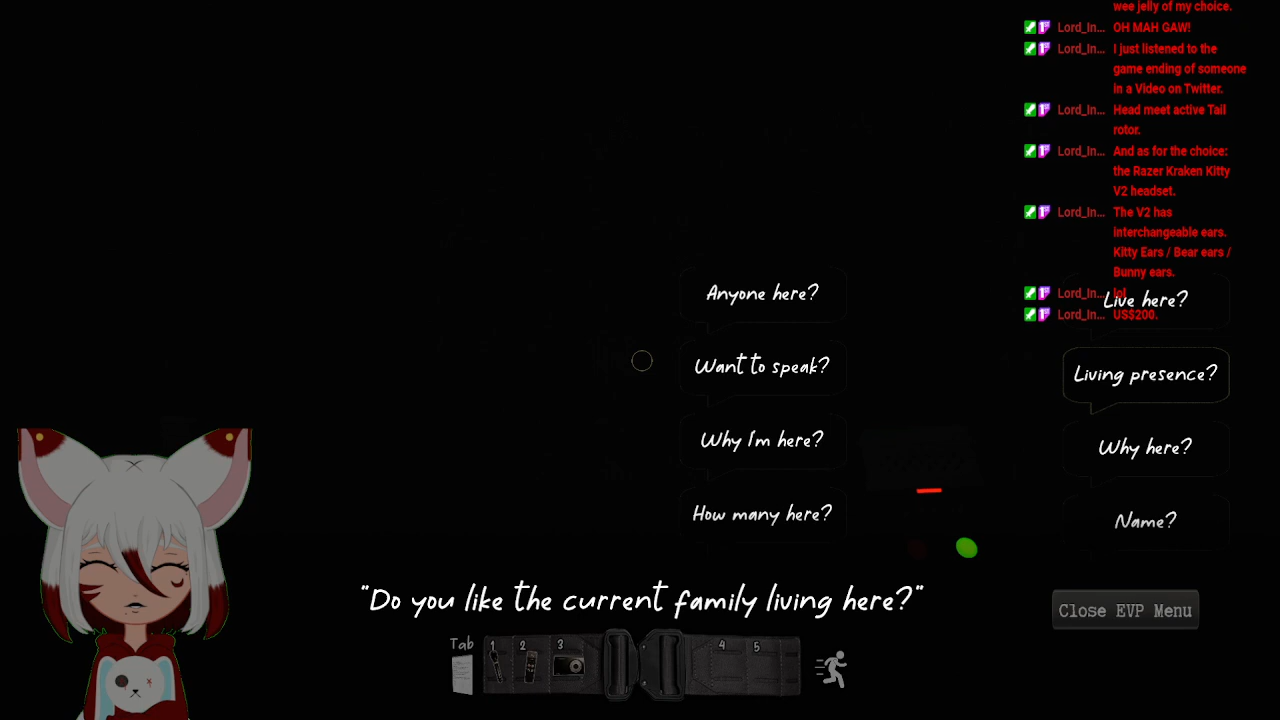 wee jelly of my choice.
Lord_In... OH MAH GAW!
Lord_In... I just listened to the
game ending of someone
in a Video on Twitter.
Lord_In... Head meet active Tail
rotor.
Lord_In... And as for the choice:
the Razer Kraken Kitty
V2 headset.
Lord_In... The V2 has
interchangeable ears.
Kitty Ears / Bear ears /
Bunny ears.
Lord_In... lol
Lord_In... US$200.
Anyone here?
Want to speak?
Why I'm here?
How many here?
Live here?
Living presence?
Why here?
Name?
"Do you like the current family living here?"
Close EVP Menu
Tab
1 2 3 4 5